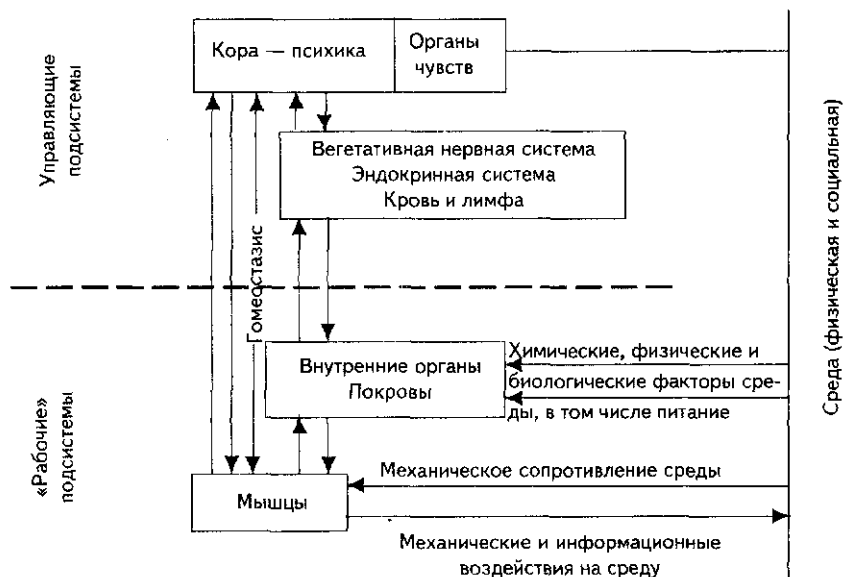 Управляющие
подсистемы
Кора — психика
Органы
чувств
Вегетативная нервная система
Эндокринная система
Кровь и лимфа
Гомеостазис
Среда (физическая и социальная)
«Рабочие»
подсистемы
Внутренние органы
Покровы
Химические, физические и
биологические факторы сре-
ды, в том числе питание
Мышцы
Механическое сопротивление среды
Механические и информационные
воздействия на среду